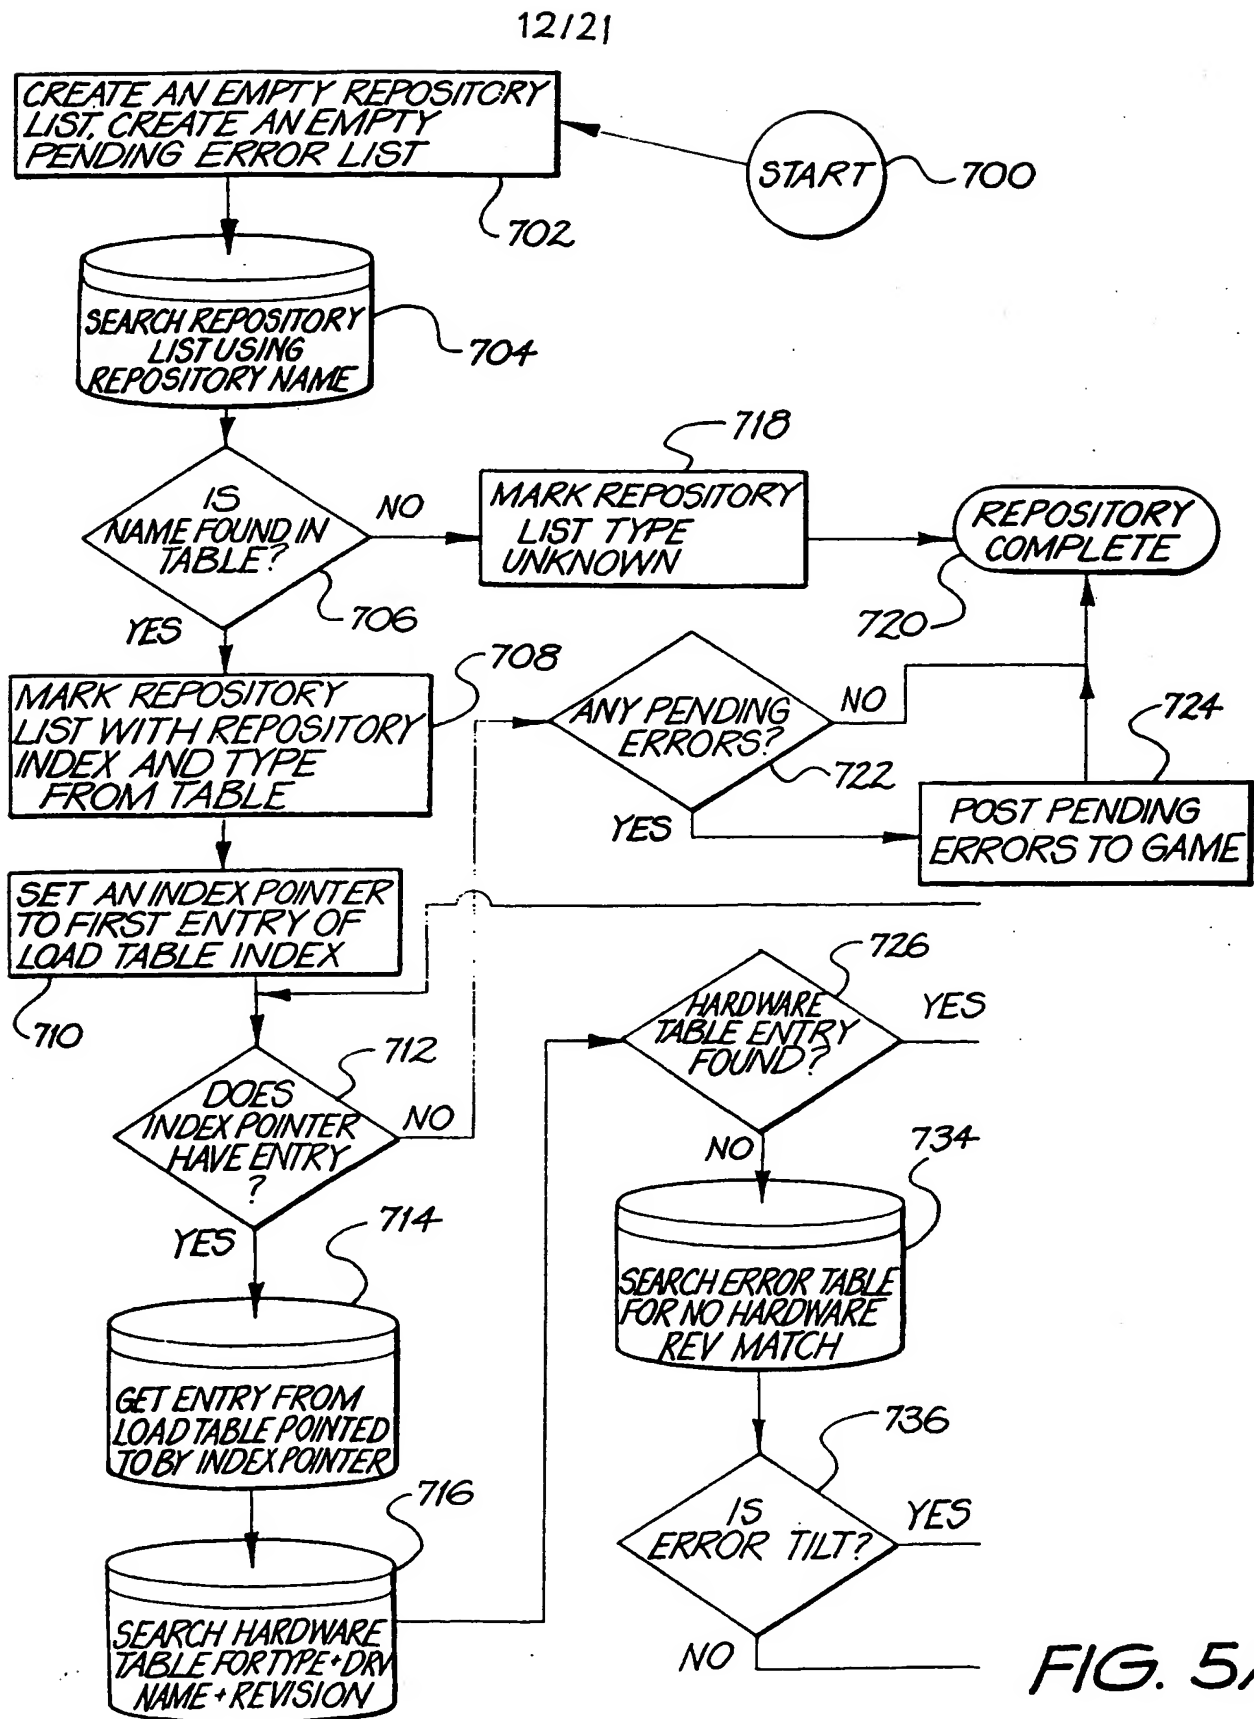 12/21
CREATE AN EMPTY REPOSITORY
LIST, CREATE AN EMPTY
PENDING ERROR LIST
START
700
702
SEARCH REPOSITORY
LIST USING
REPOSITORY NAME
704
718
IS
NAME FOUND IN
TABLE?
NO
MARK REPOSITORY
LIST TYPE
UNKNOWN
REPOSITORY
COMPLETE
706
720
YES
708
MARK REPOSITORY
LIST WITH REPOSITORY
INDEX AND TYPE
FROM TABLE
ANY PENDING
ERRORS?
NO
722
724
YES
POST PENDING
ERRORS TO GAME
SET AN INDEX POINTER
TO FIRST ENTRY OF
LOAD TABLE INDEX
710
726
HARDWARE
TABLE ENTRY
FOUND?
YES
712
DOES
INDEX POINTER
HAVE ENTRY
?
NO
NO
734
YES
714
SEARCH ERROR TABLE
FOR NO HARDWARE
REV MATCH
GET ENTRY FROM
LOAD TABLE POINTED
TO BY INDEX POINTER
736
716
IS
ERROR TILT?
YES
SEARCH HARDWARE
TABLE FOR TYPE + DRV
NAME + REVISION
NO
FIG. 5A